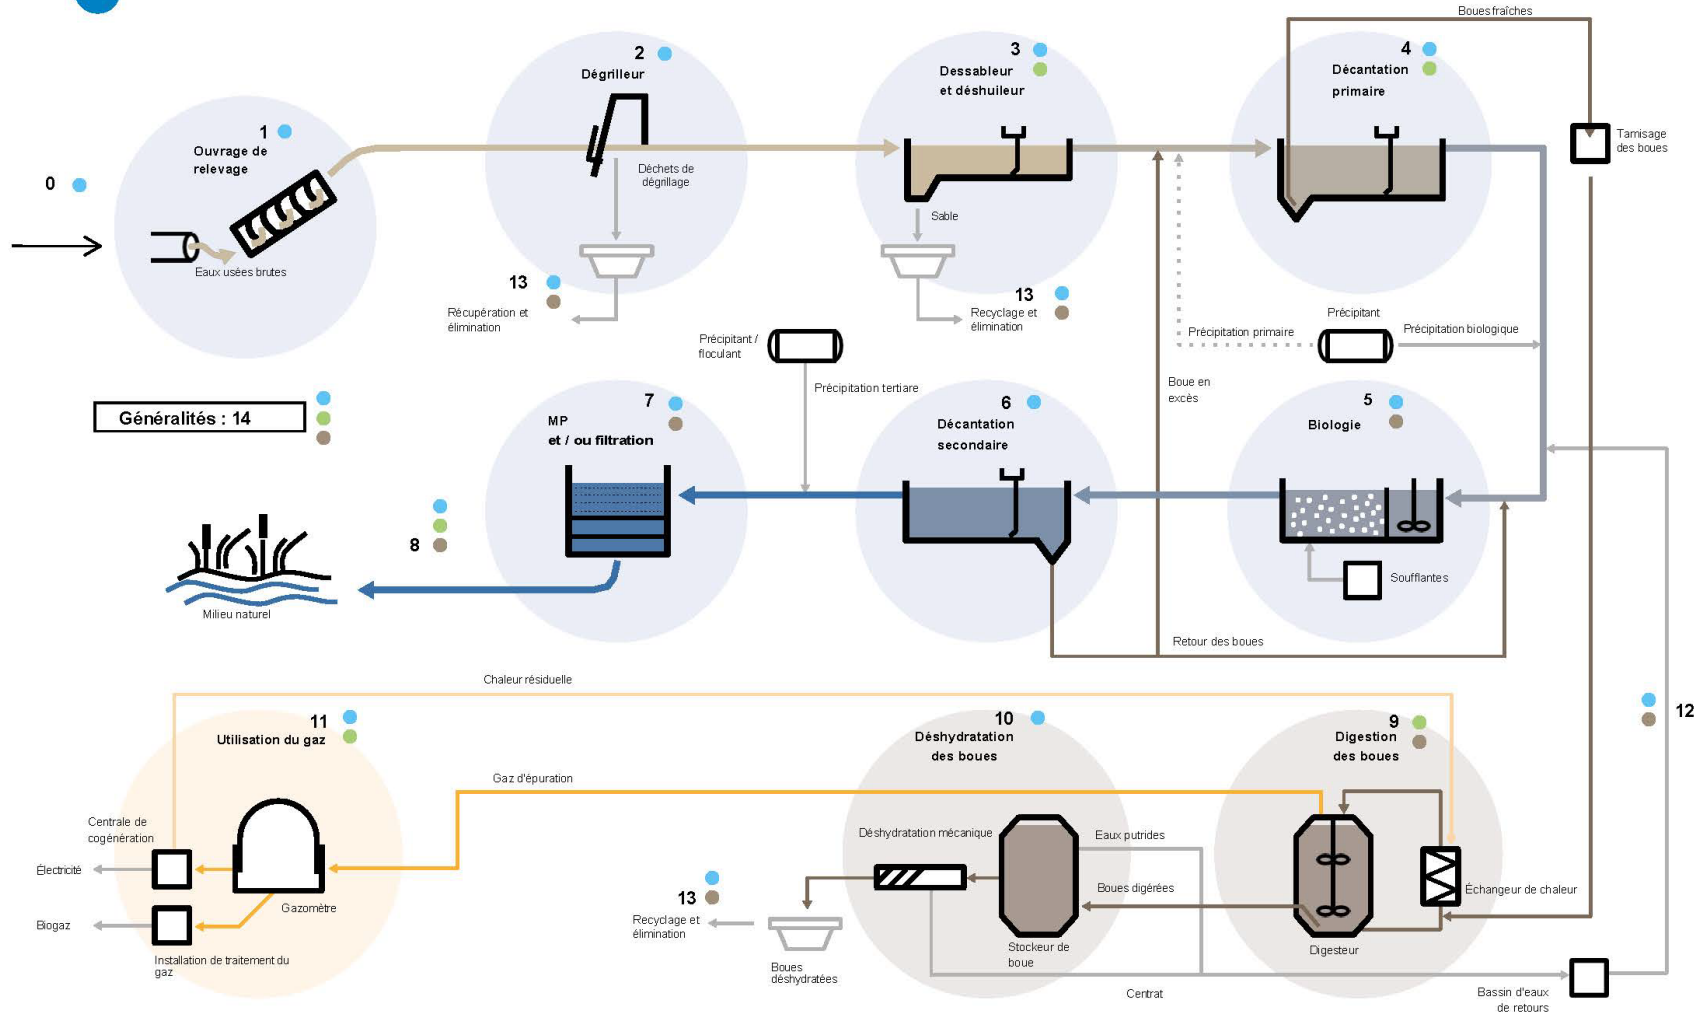 Boues fraîches
2
Dégrilleur
3
Dessableur
et déshuileur
4
Décantation
primaire
1
Ouvrage de
relevage
0
Eaux usées brutes
Déchets de
dégrillage
Sable
Tamisage
des boues
13
Récupération et
élimination
13
Recyclage et
élimination
Précipitation primaire
Précipitant
Précipitation biologique
Précipitant /
floculant
Précipitation tertiaire
Boue en
excès
Généralités : 14
7
MP
et / ou filtration
6
Décantation
secondaire
5
Biologie
8
Milieu naturel
Soufflantes
Retour des boues
Chaleur résiduelle
12
11
Utilisation du gaz
10
Déshydratation
des boues
9
Digestion
des boues
Gaz d'épuration
Centrale de
cogénération
Électricité
Biogaz
Gazomètre
Installation de traitement du
gaz
Déshydratation mécanique
Eaux putrides
Boues digérées
Échangeur de chaleur
13
Recyclage et
élimination
Boues
déshydratées
Stockeur de
boue
Digesteur
Centrat
Bassin d'eaux
de retours